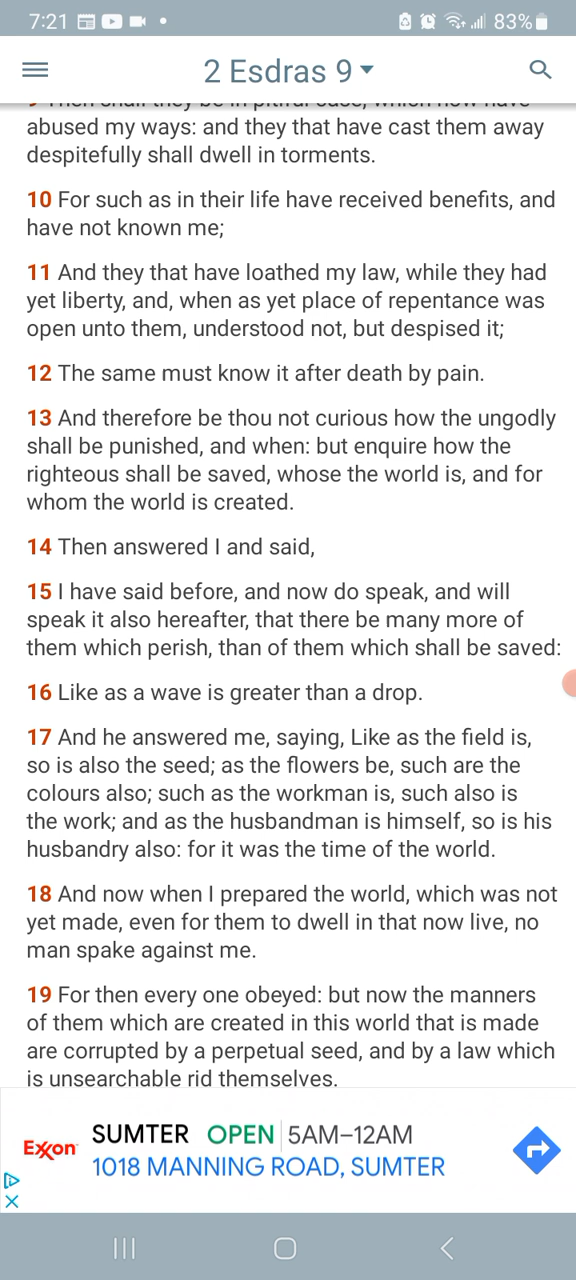 7:21
83%
2 Esdras 9
9 Then shall they be in pitiful case, which now have
abused my ways: and they that have cast them away
despitefully shall dwell in torments.
10 For such as in their life have received benefits, and
have not known me;
11 And they that have loathed my law, while they had
yet liberty, and, when as yet place of repentance was
open unto them, understood not, but despised it;
12 The same must know it after death by pain.
13 And therefore be thou not curious how the ungodly
shall be punished, and when: but enquire how the
righteous shall be saved, whose the world is, and for
whom the world is created.
14 Then answered I and said,
15 I have said before, and now do speak, and will
speak it also hereafter, that there be many more of
them which perish, than of them which shall be saved:
16 Like as a wave is greater than a drop.
17 And he answered me, saying, Like as the field is,
so is also the seed; as the flowers be, such are the
colours also; such as the workman is, such also is
the work; and as the husbandman is himself, so is his
husbandry also: for it was the time of the world.
18 And now when I prepared the world, which was not
yet made, even for them to dwell in that now live, no
man spake against me.
19 For then every one obeyed: but now the manners
of them which are created in this world that is made
are corrupted by a perpetual seed, and by a law which
is unsearchable rid themselves.
Exxon
SUMTER OPEN 5AM–12AM
1018 MANNING ROAD, SUMTER